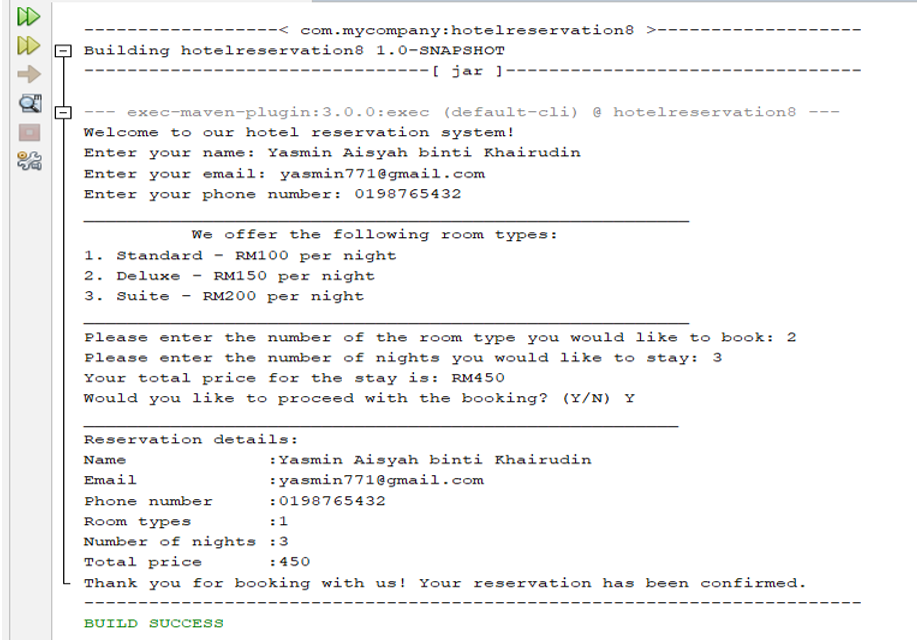 ------------------< com.mycompany:hotelreservation8 >-------------------
Building hotelreservation8 1.0-SNAPSHOT
--------------------------------[ jar ]---------------------------------
--- exec-maven-plugin:3.0.0:exec (default-cli) @ hotelreservation8 ---
Welcome to our hotel reservation system!
Enter your name: Yasmin Aisyah binti Khairudin
Enter your email: yasmin771@gmail.com
Enter your phone number: 0198765432
________________________________________________________
We offer the following room types:
1. Standard - RM100 per night
2. Deluxe - RM150 per night
3. Suite - RM200 per night
________________________________________________________
Please enter the number of the room type you would like to book: 2
Please enter the number of nights you would like to stay: 3
Your total price for the stay is: RM450
Would you like to proceed with the booking? (Y/N) Y
_______________________________________________________
Reservation details:
Name             :Yasmin Aisyah binti Khairudin
Email            :yasmin771@gmail.com
Phone number     :0198765432
Room types       :1
Number of nights :3
Total price      :450
Thank you for booking with us! Your reservation has been confirmed.
------------------------------------------------------------------------
BUILD SUCCESS